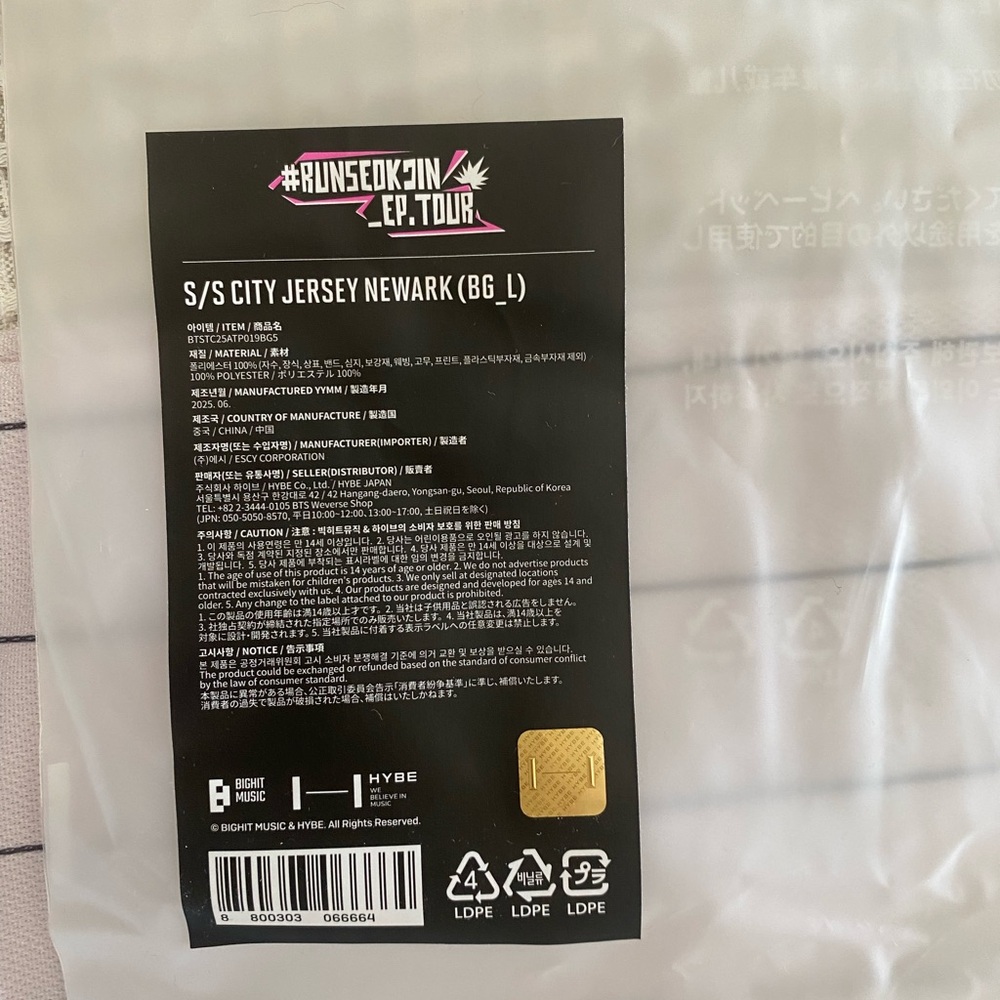 #RUNSEOKJIN
_EP.TOUR
S/S CITY JERSEY NEWARK (BG_L)
아이템 / ITEM / 商品名
BTSTC25ATP019BG5
재질 / MATERIAL / 素材
폴리에스터 100% (자수, 장식, 상표, 밴드, 심지, 보강재, 웨빙, 고무, 프린트, 플라스틱부자재, 금속부자재 제외)
100% POLYESTER / ポリエステル 100%
제조년월 / MANUFACTURED YYMM / 製造年月
2025. 06.
제조국 / COUNTRY OF MANUFACTURE / 製造国
중국 / CHINA / 中国
제조자명(또는 수입자명) / MANUFACTURER(IMPORTER) / 製造者
(주)에시 / ESCY CORPORATION
판매자(또는 유통사명) / SELLER(DISTRIBUTOR) / 販売者
주식회사 하이브 / HYBE Co., Ltd. / HYBE JAPAN
서울특별시 용산구 한강대로 42 / 42 Hangang-daero, Yongsan-gu, Seoul, Republic of Korea
TEL: +82 2-3444-0105 BTS Weverse Shop
(JPN: 050-5050-8570, 平日10:00~12:00、13:00~17:00, 土日祝日を除く)
주의사항 / CAUTION / 注意 : 빅히트뮤직 & 하이브의 소비자 보호를 위한 판매 방침
1. 이 제품의 사용연령은 만 14세 이상입니다. 2. 당사는 어린이용품으로 오인될 광고를 하지 않습니다.
3. 당사와 독점 계약된 지정된 장소에서만 판매합니다. 4. 당사 제품은 만 14세 이상을 대상으로 설계 및
개발됩니다. 5. 당사 제품에 부착되는 표시라벨에 대한 임의 변경을 금지합니다.
1. The age of use of this product is 14 years of age or older. 2. We do not advertise products
that will be mistaken for children's products. 3. We only sell at designated locations
contracted exclusively with us. 4. Our products are designed and developed for ages 14 and
older. 5. Any change to the label attached to our product is prohibited.
1. この製品の使用年齢は満14歳以上才です。2. 当社は子供用品と誤認される広告をしません。
3. 社独占契約が締結された指定場所でのみ販売いたします。4. 当社製品は、満14歳以上を
対象に設計・開発されます。5. 当社製品に付着する表示ラベルへの任意変更は禁止します。
고시사항 / NOTICE / 告示事項
본 제품은 공정거래위원회 고시 소비자 분쟁해결 기준에 의거 교환 및 보상을 받으실 수 있습니다.
The product could be exchanged or refunded based on the standard of consumer conflict
by the law of consumer standard.
本製品に異常がある場合、公正取引委員会告示「消費者紛争基準」に準じ、補償いたします。
消費者の過失で製品が破損された場合、補償はいたしかねます。
BIGHIT
MUSIC
HYBE
WE
BELIEVE IN
MUSIC
© BIGHIT MUSIC & HYBE. All Rights Reserved.
8 800303 066664
4
LDPE
비닐류
LDPE
プラ
LDPE